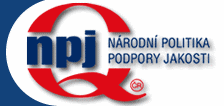 npj
NÁRODNÍ POLITIKA
PODPORY JAKOSTI
ČR